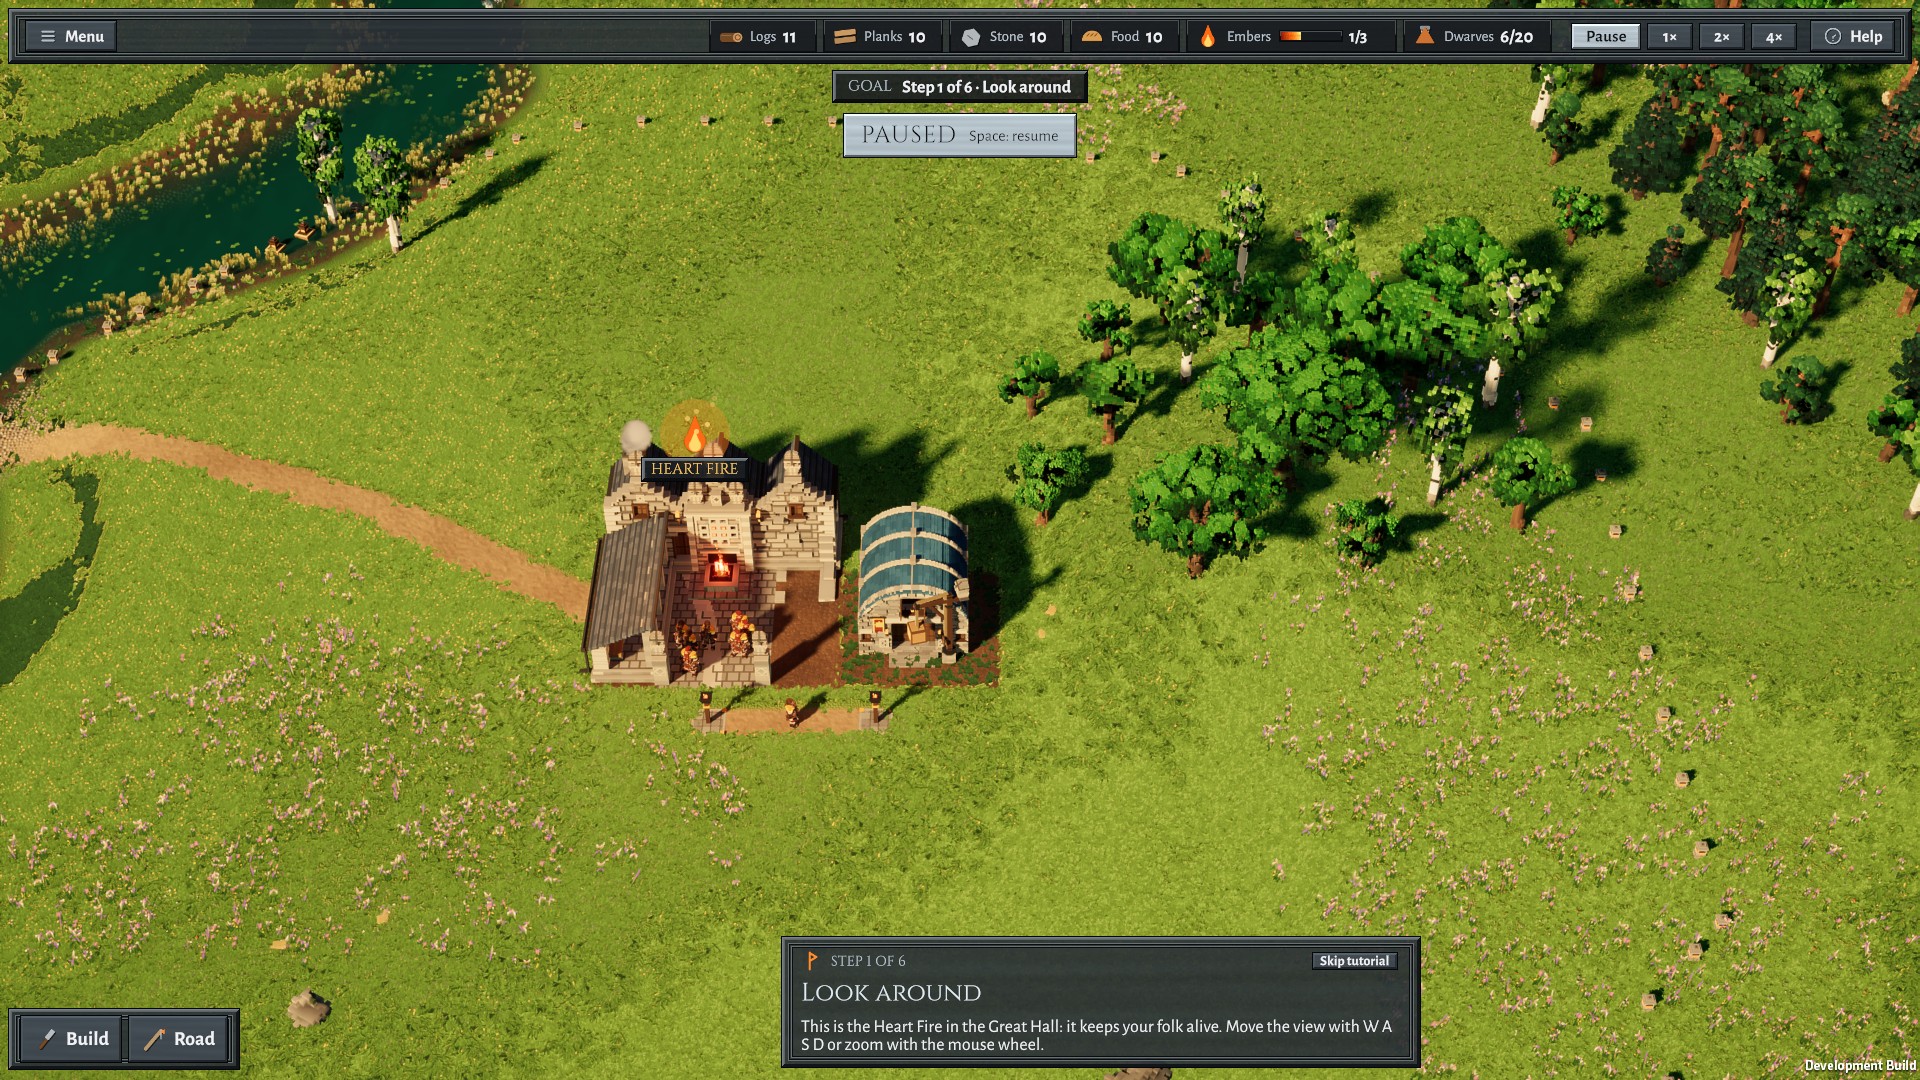 Menu
Logs 11
Planks 10
Stone 10
Food 10
Embers 1/3
Dwarves 6/20
Pause
1×
2×
4×
Help
GOAL Step 1 of 6 · Look around
PAUSED Space: resume
HEART FIRE
STEP 1 OF 6
Skip tutorial
LOOK AROUND
This is the Heart Fire in the Great Hall: it keeps your folk alive. Move the view with W A
S D or zoom with the mouse wheel.
Build
Road
Development Build